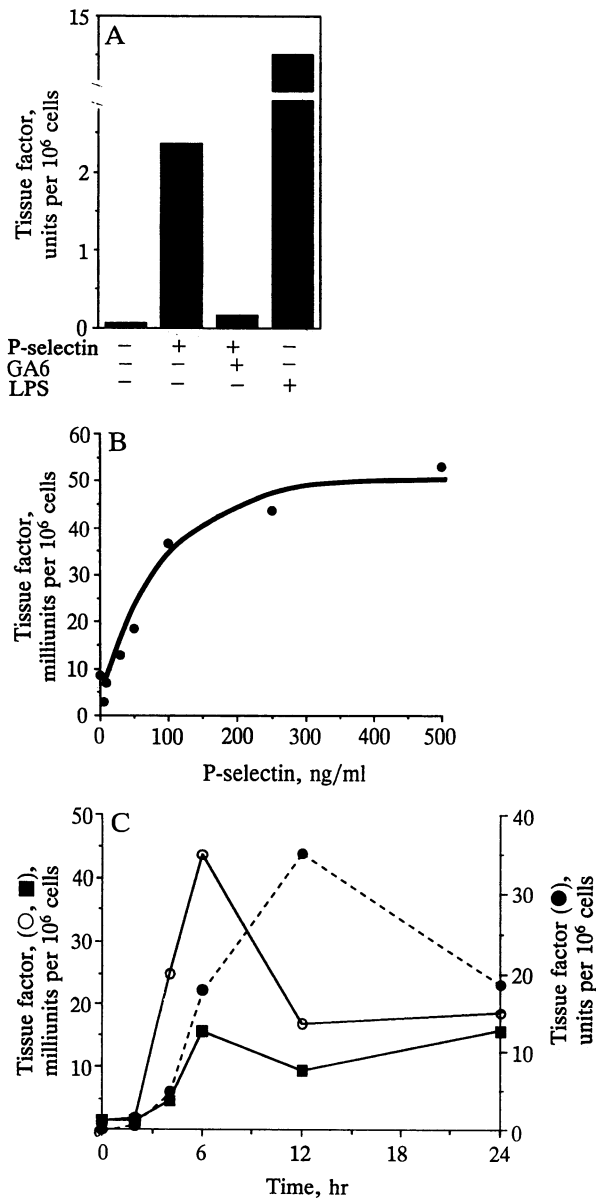 A
15
2
1
0
Tissue factor,
units per 10⁶ cells
P-selectin − + + −
GA6 − − + −
LPS − − − +
B
60
50
40
30
20
10
0
Tissue factor,
milliunits per 10⁶ cells
0 100 200 300 400 500
P-selectin, ng/ml
C
50
40
30
20
10
Tissue factor, (○, ■),
milliunits per 10⁶ cells
40
30
20
10
0
Tissue factor (●),
units per 10⁶ cells
0 6 12 18 24
Time, hr